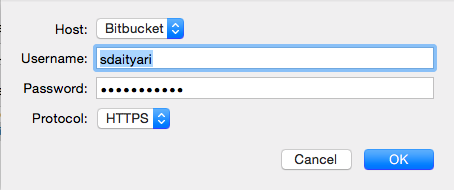 Host: Bitbucket
Username: sdaityari
Password: •••••••••••
Protocol: HTTPS
Cancel OK